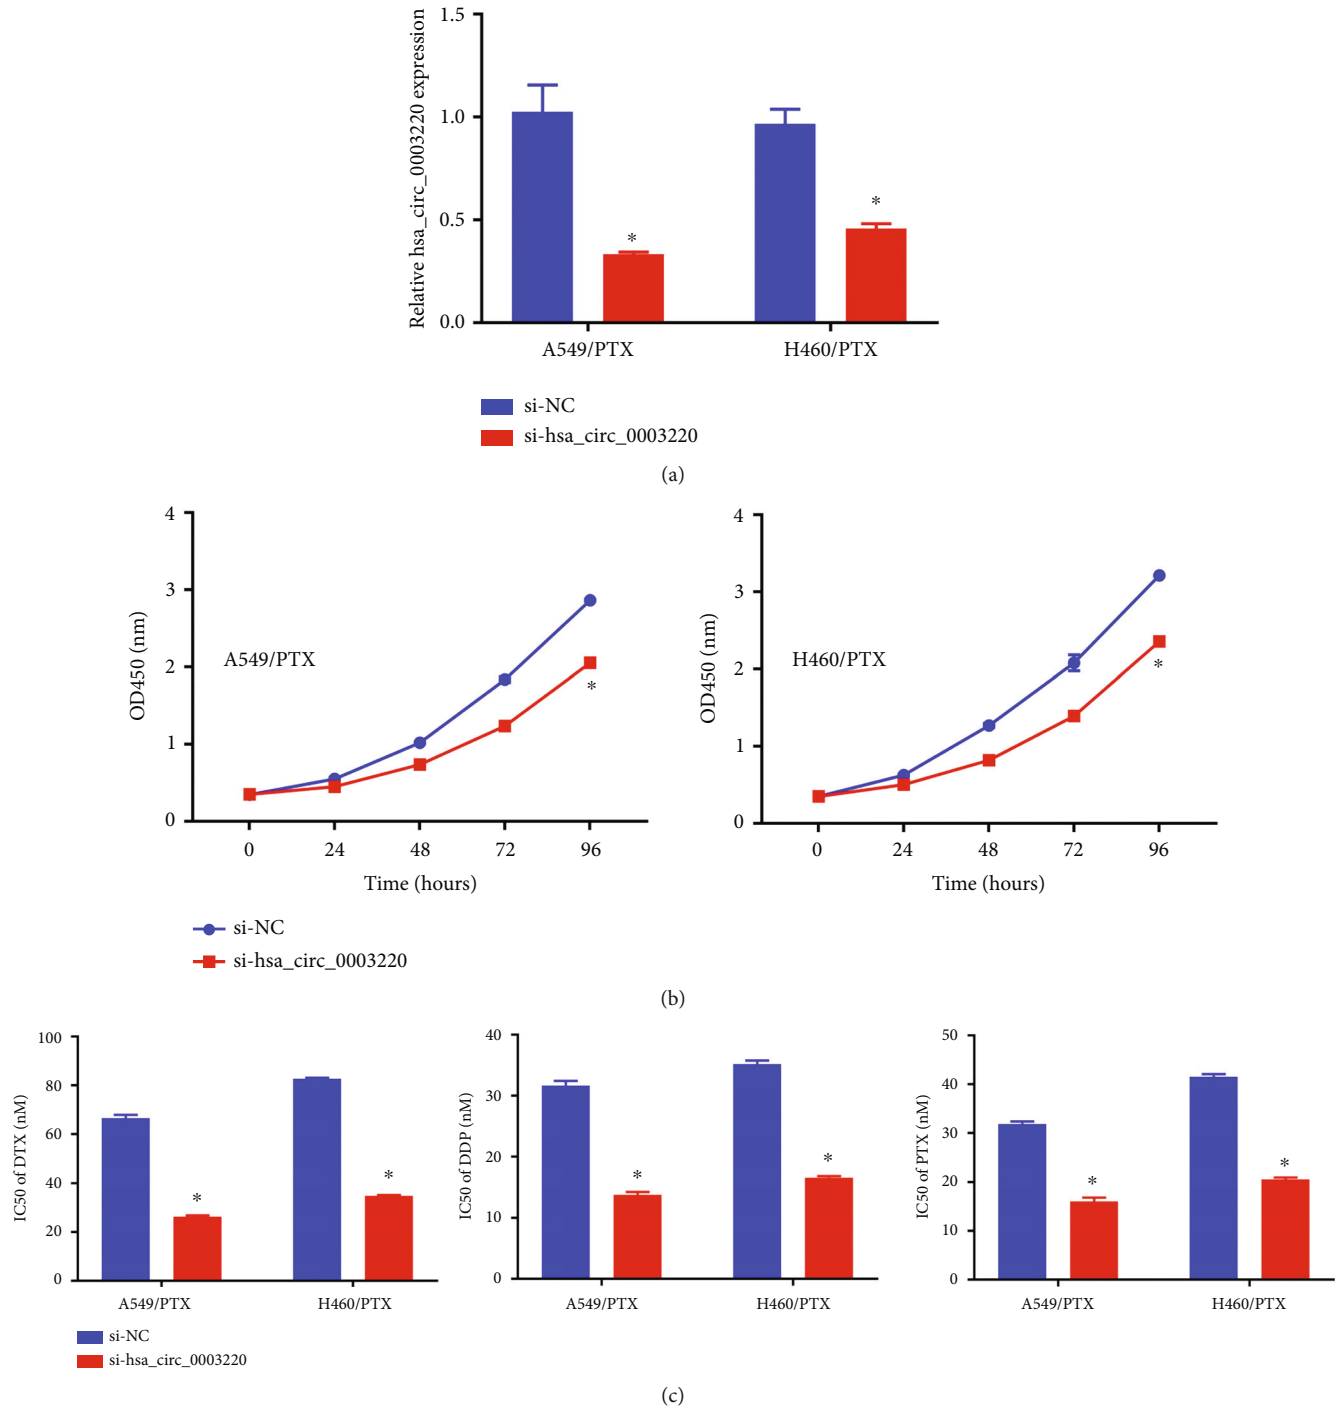 Relative hsa_circ_0003220 expression
1.5
1.0
0.5
0.0
*
*
A549/PTX
H460/PTX
si-NC
si-hsa_circ_0003220
(a)
OD450 (nm)
4
3
2
1
0
A549/PTX
*
0 24 48 72 96
Time (hours)
OD450 (nm)
4
3
2
1
0
H460/PTX
*
0 24 48 72 96
Time (hours)
si-NC
si-hsa_circ_0003220
(b)
IC50 of DTX (nM)
100
80
60
40
20
0
*
*
A549/PTX
H460/PTX
IC50 of DDP (nM)
40
30
20
10
0
*
*
A549/PTX
H460/PTX
IC50 of PTX (nM)
50
40
30
20
10
0
*
*
A549/PTX
H460/PTX
si-NC
si-hsa_circ_0003220
(c)